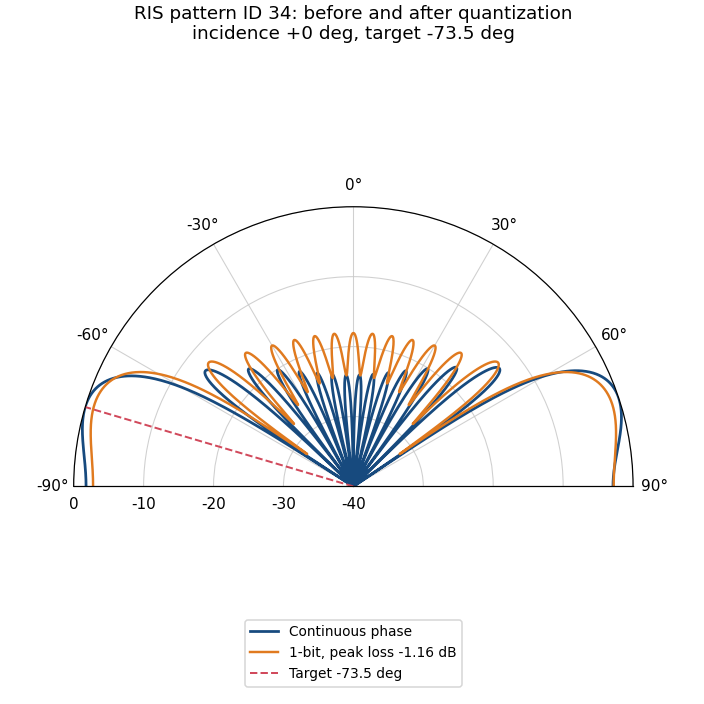 RIS pattern ID 34: before and after quantization
incidence +0 deg, target -73.5 deg
0°
-30°
30°
-60°
60°
-90°
90°
0
-10
-20
-30
-40
Continuous phase
1-bit, peak loss -1.16 dB
Target -73.5 deg